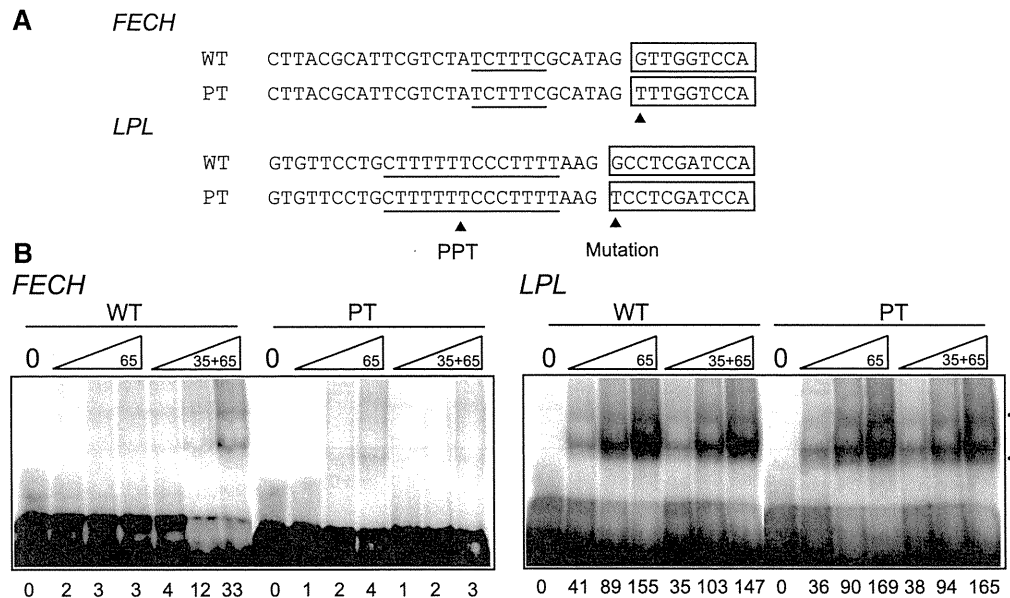 A
FECH
WT CTTACGCATTCGTCTATCTTTCGCATAG GTTGGTCCA
PT CTTACGCATTCGTCTATCTTTCGCATAG TTTGGTCCA
LPL
WT GTGTTCCTGCTTTTTTCCCTTTTAAG GCCTCGATCCA
PT GTGTTCCTGCTTTTTTCCCTTTTAAG TCCTCGATCCA
PPT Mutation
B
FECH
WT PT
0 65 35+65 0 65 35+65
0 2 3 3 4 12 33 0 1 2 4 1 2 3
LPL
WT PT
0 65 35+65 0 65 35+65
0 41 89 155 35 103 147 0 36 90 169 38 94 165